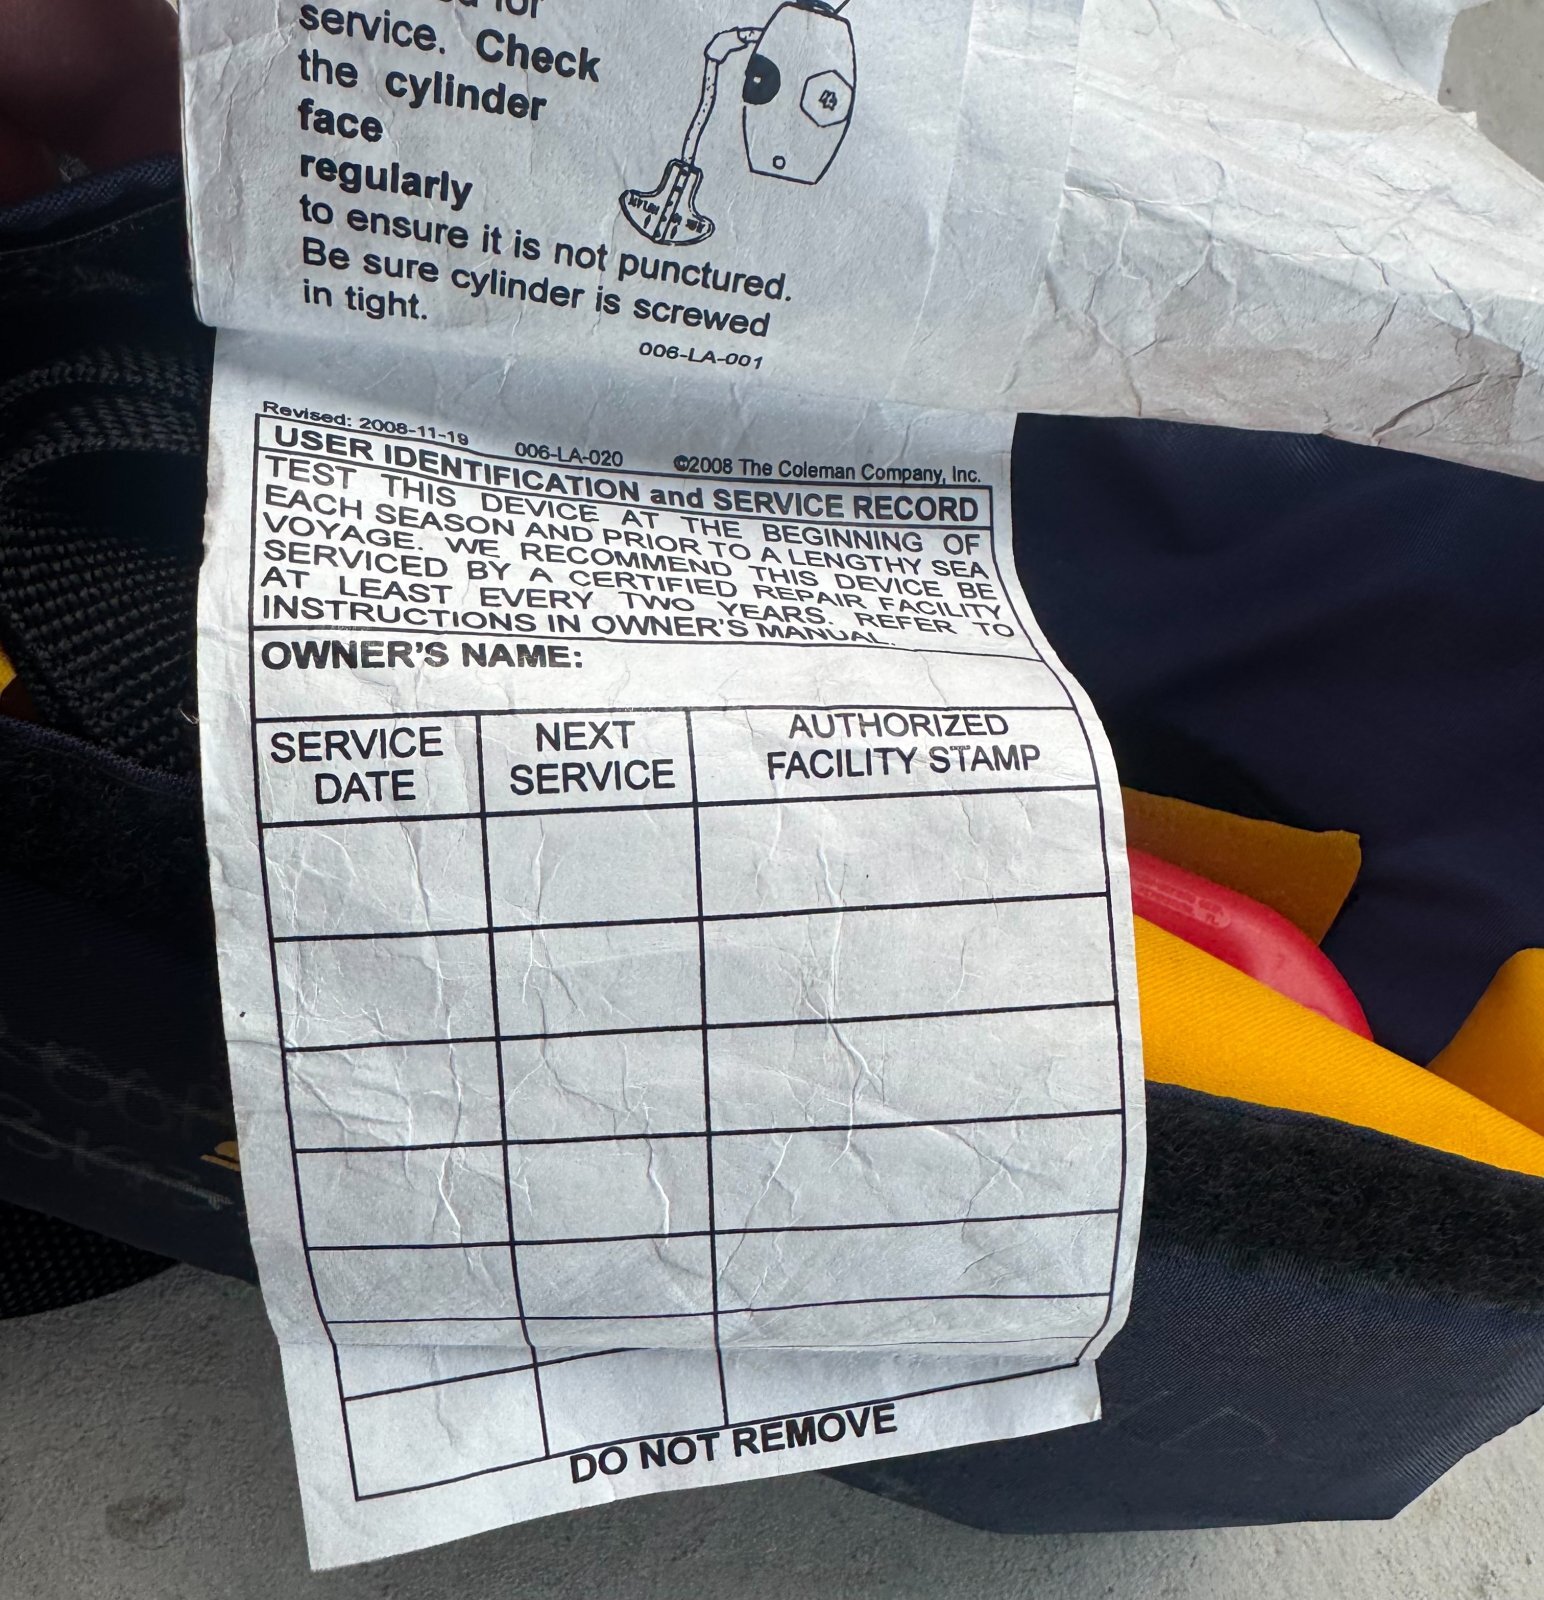 for
service. Check
the cylinder
face
regularly
to ensure it is not punctured.
Be sure cylinder is screwed
in tight.
006-LA-001
Revised: 2008-11-19 006-LA-020 ©2008 The Coleman Company, Inc.
USER IDENTIFICATION and SERVICE RECORD
TEST THIS DEVICE AT THE BEGINNING OF
EACH SEASON AND PRIOR TO A LENGTHY SEA
VOYAGE. WE RECOMMEND THIS DEVICE BE
SERVICED BY A CERTIFIED REPAIR FACILITY
AT LEAST EVERY TWO YEARS. REFER TO
INSTRUCTIONS IN OWNER'S MANUAL.
OWNER'S NAME:
SERVICE DATE
NEXT SERVICE
AUTHORIZED FACILITY STAMP
DO NOT REMOVE